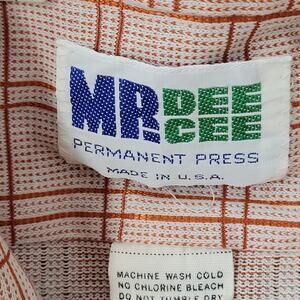 MR. DEE
CEE
PERMANENT PRESS
MADE IN U.S.A.
MACHINE WASH COLD
NO CHLORINE BLEACH
DO NOT TUMBLE DRY